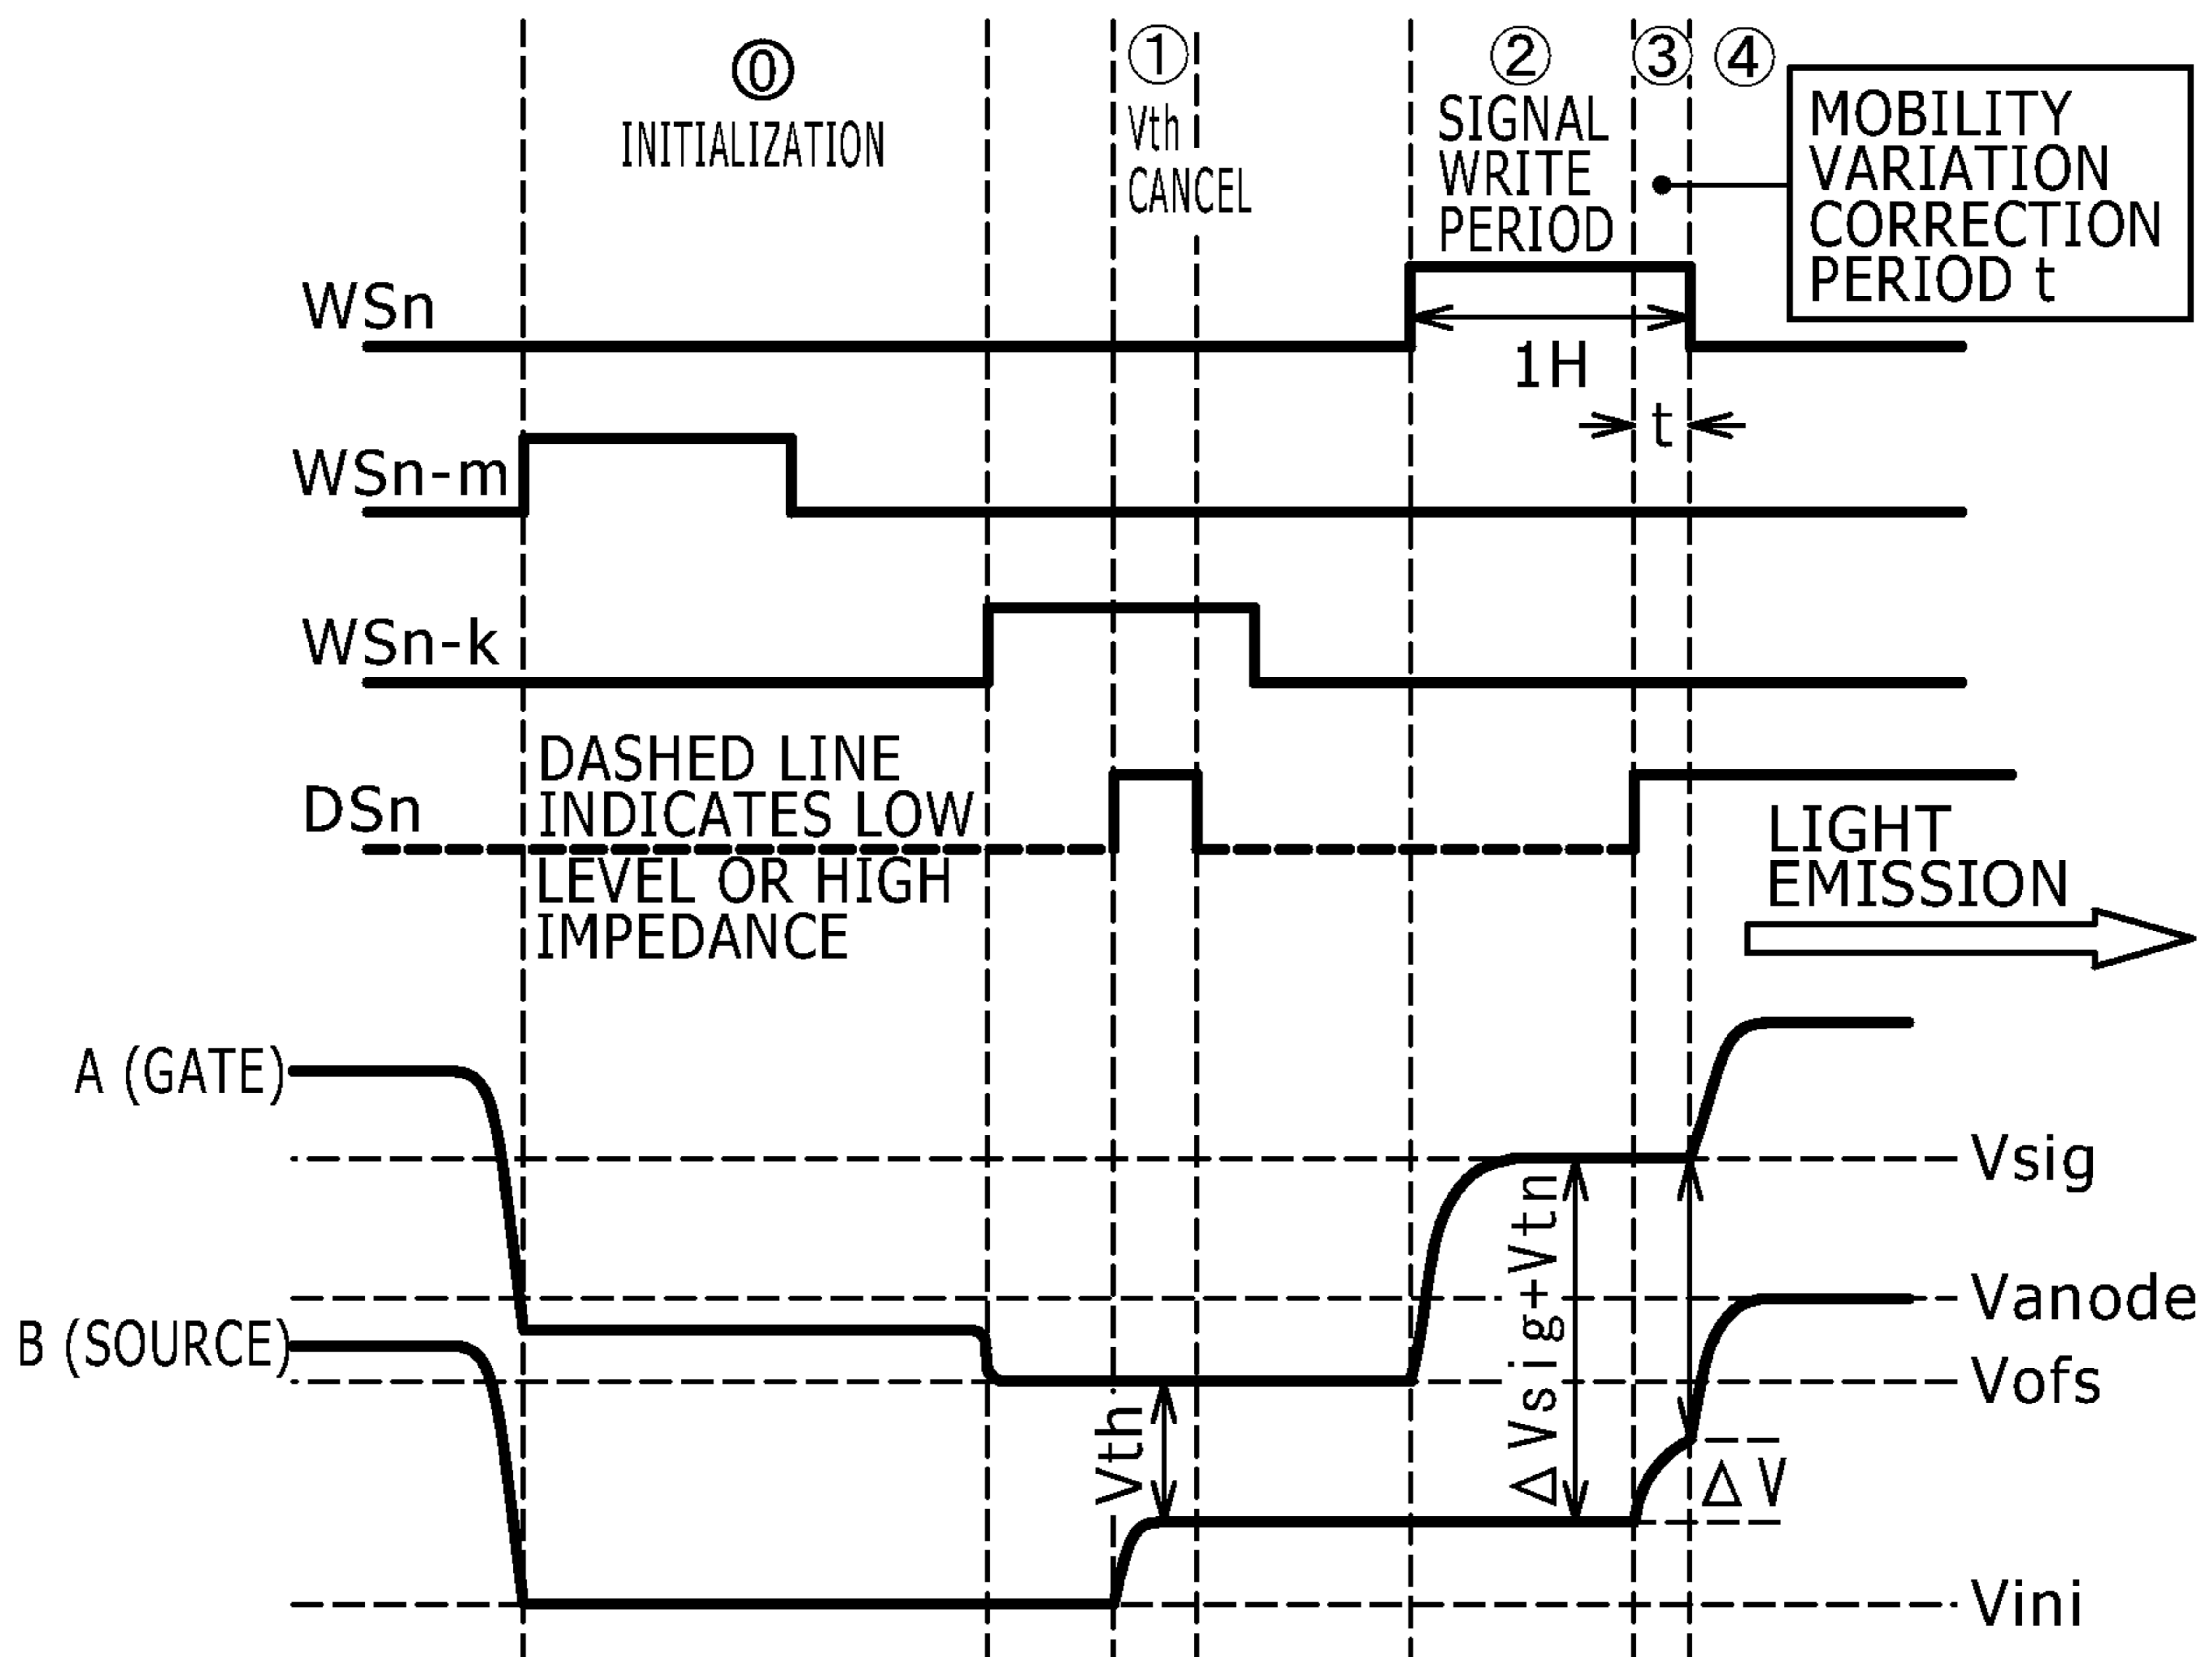 ⓪
INITIALIZATION
①
Vth
CANCEL
②
SIGNAL
WRITE
PERIOD
③
④
MOBILITY
VARIATION
CORRECTION
PERIOD t
WSn
1H
t
WSn-m
WSn-k
DSn
DASHED LINE
INDICATES LOW
LEVEL OR HIGH
IMPEDANCE
LIGHT
EMISSION
A (GATE)
B (SOURCE)
Vth
ΔVsig+Vtn
ΔV
Vsig
Vanode
Vofs
Vini